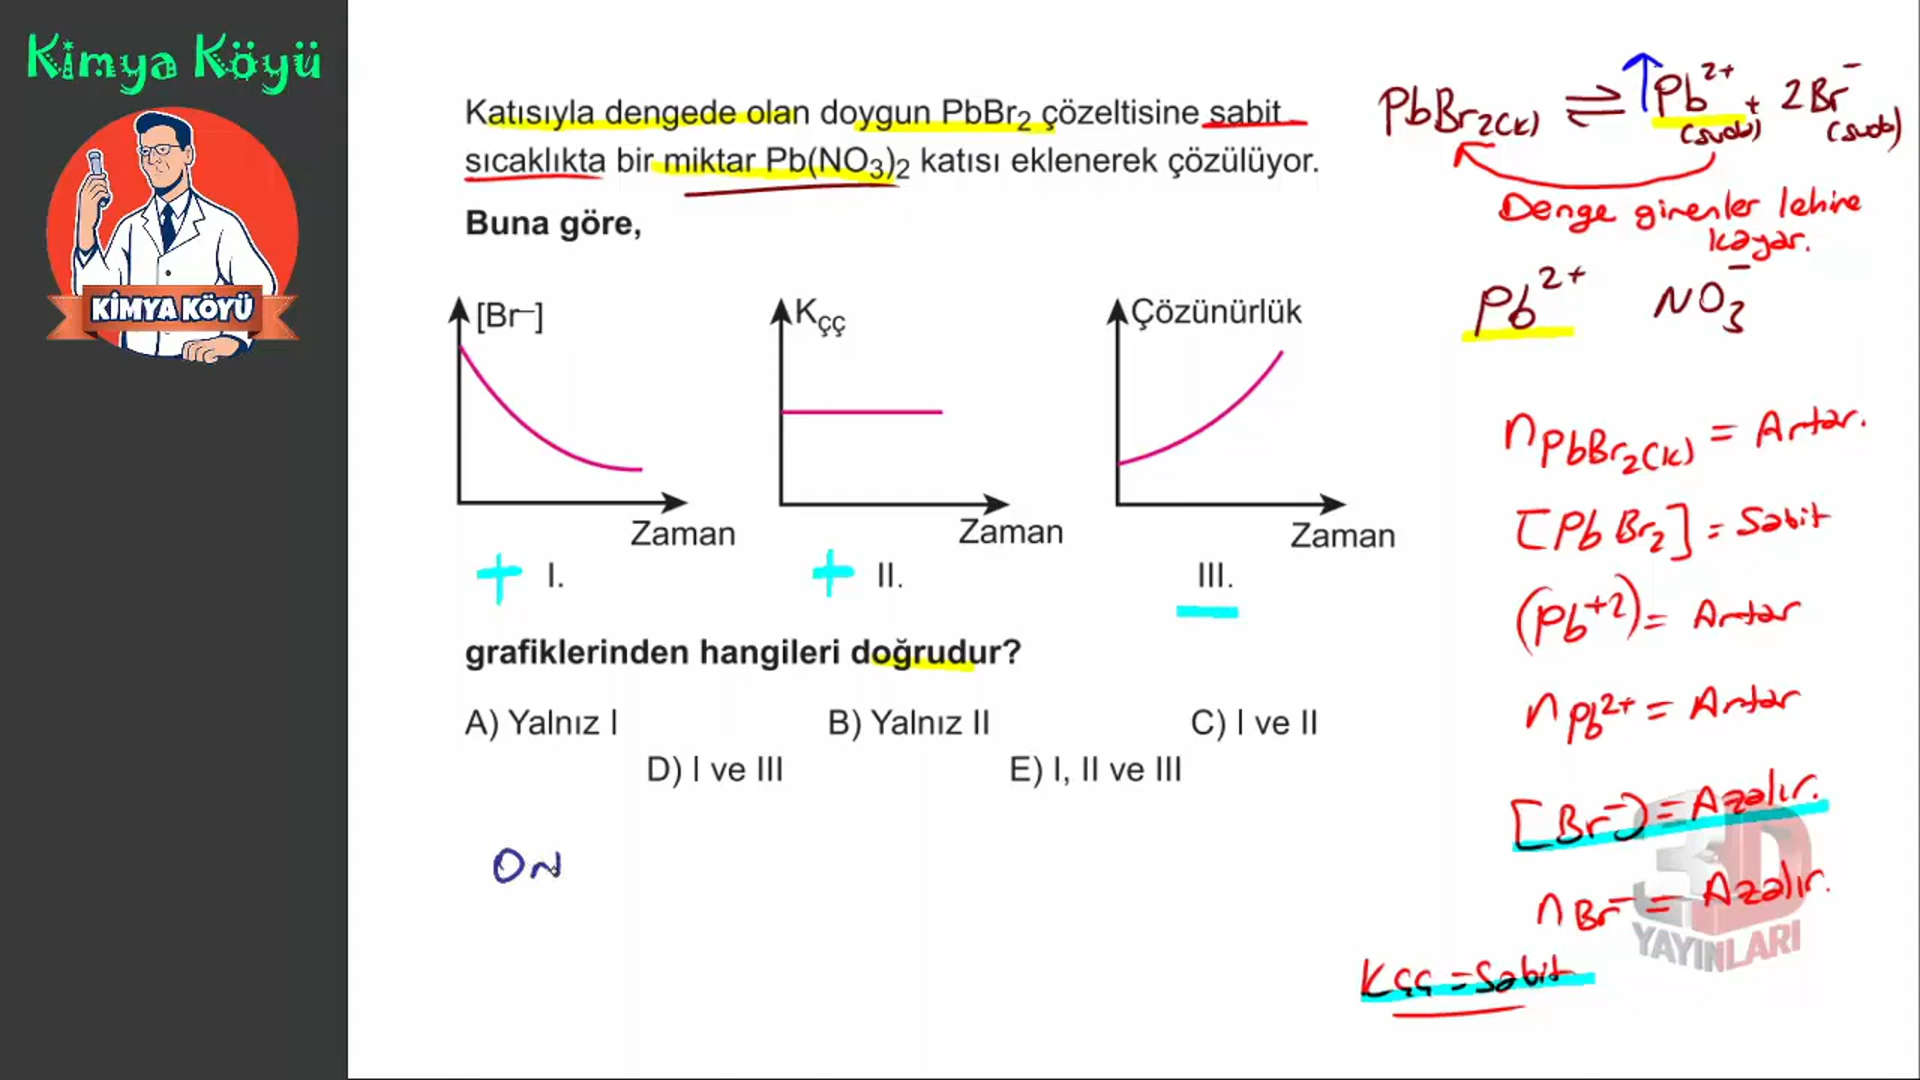 Kimya Köyü
KİMYA KÖYÜ
Katısıyla dengede olan doygun PbBr₂ çözeltisine sabit
sıcaklıkta bir miktar Pb(NO₃)₂ katısı eklenerek çözülüyor.
Buna göre,
[Br⁻]
Zaman
I.
Kçç
Zaman
II.
Çözünürlük
Zaman
III.
grafiklerinden hangileri doğrudur?
A) Yalnız I
B) Yalnız II
C) I ve II
D) I ve III
E) I, II ve III
ON
PbBr₂(k) ⇌ ↑Pb²⁺(suda) + 2Br⁻(suda)
Denge girenler lehine
kayar.
Pb²⁺ NO₃⁻
nPbBr₂(k) = Artar.
[PbBr₂] = Sabit
(Pb⁺²) = Artar
nPb²⁺ = Artar
[Br⁻) = Azalır.
nBr⁻ = Azalır.
Kçç = Sabit
3D
YAYINLARI